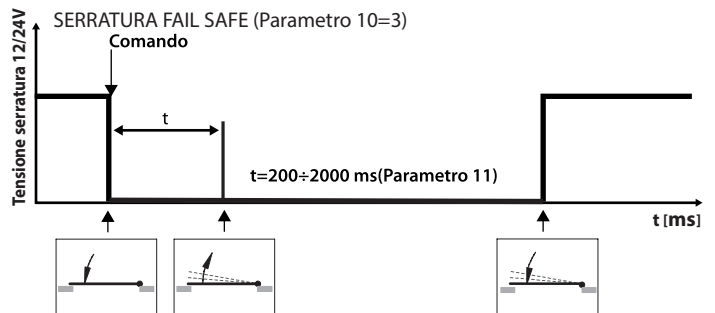 SERRATURA FAIL SAFE (Parametro 10=3)
Comando
Tensione serratura 12/24V
t
t=200÷2000 ms(Parametro 11)
t [ms]